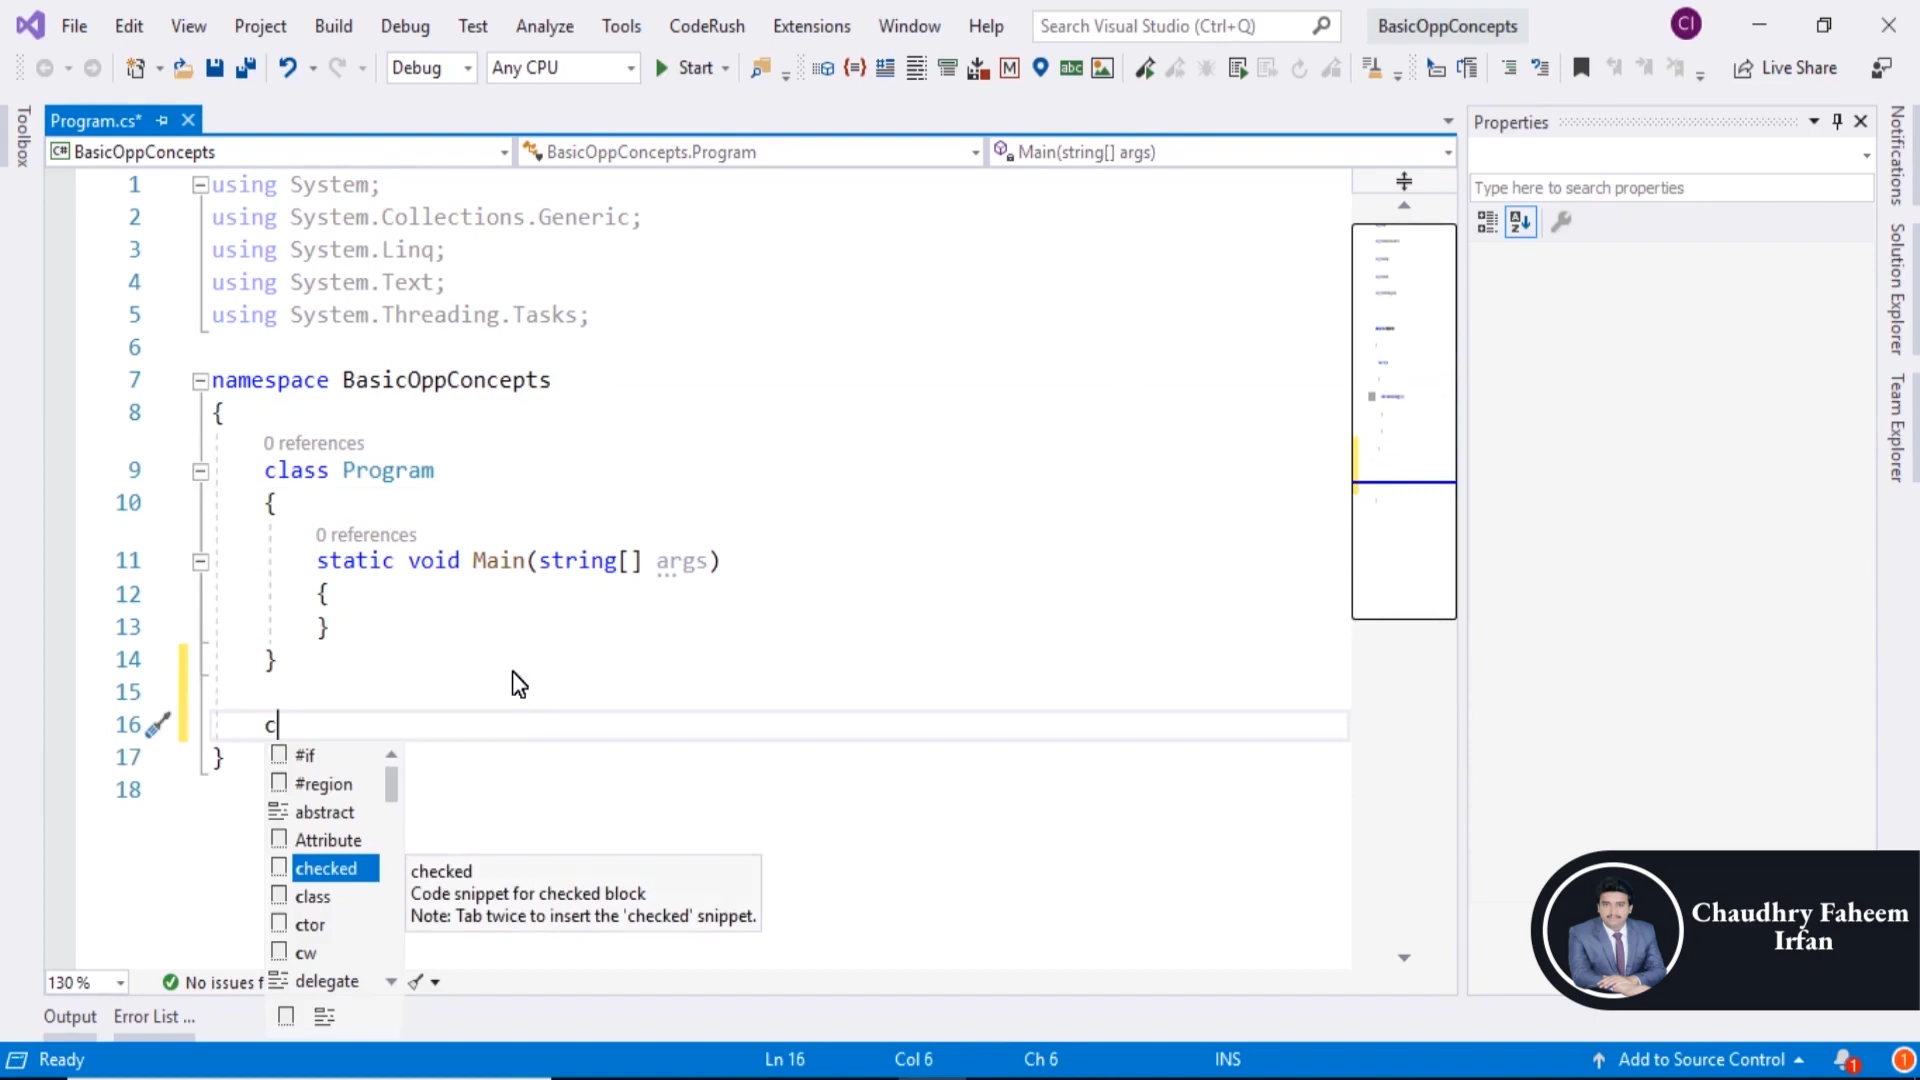 File Edit View Project Build Debug Test Analyze Tools CodeRush Extensions Window Help Search Visual Studio (Ctrl+Q) BasicOppConcepts CI
Debug Any CPU Start M abc Live Share
Toolbox
Program.cs*
Properties
Notifications
Solution Explorer
Team Explorer
C# BasicOppConcepts BasicOppConcepts.Program Main(string[] args)
Type here to search properties
1 using System;
2 using System.Collections.Generic;
3 using System.Linq;
4 using System.Text;
5 using System.Threading.Tasks;
6
7 namespace BasicOppConcepts
8 {
0 references
9 class Program
10 {
0 references
11 static void Main(string[] args)
12 {
13 }
14 }
15
16 c
17 }
18
#if
#region
abstract
Attribute
checked
class
ctor
cw
delegate
checked
Code snippet for checked block
Note: Tab twice to insert the 'checked' snippet.
Chaudhry Faheem
Irfan
130 % No issues f
Output Error List ...
Ready Ln 16 Col 6 Ch 6 INS Add to Source Control 1 1